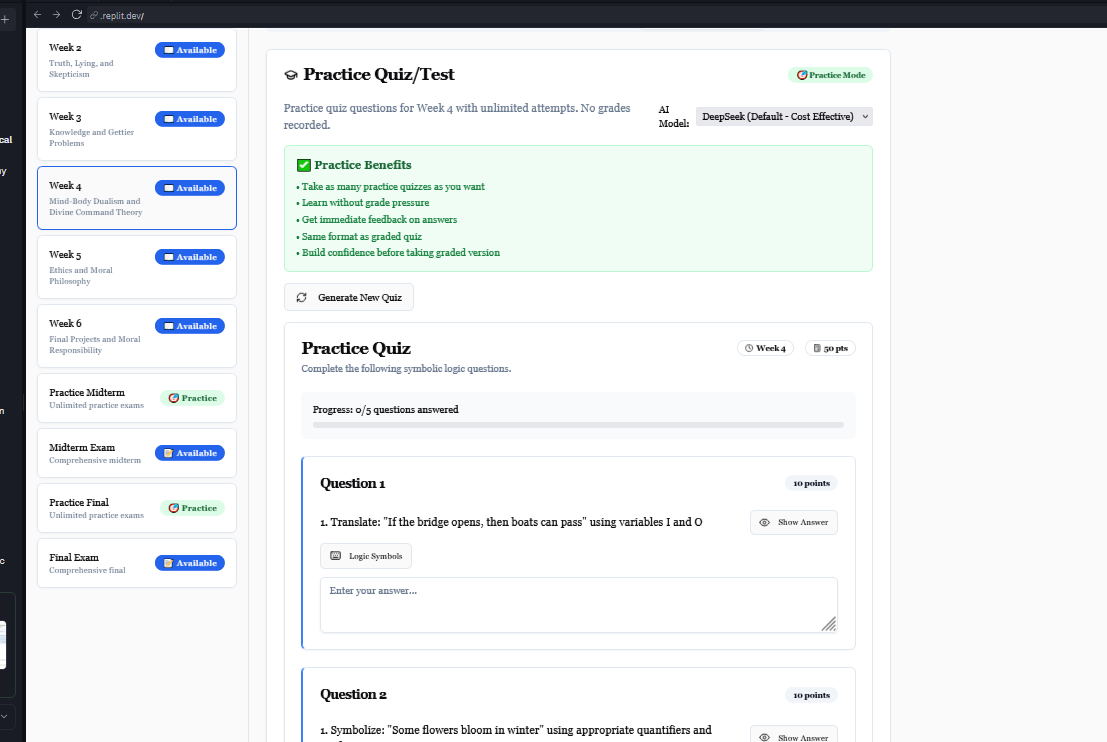 .replit.dev/
cal
y
n
c
Week 2
Available
Truth, Lying, and
Skepticism
Week 3
Available
Knowledge and Gettier
Problems
Week 4
Available
Mind-Body Dualism and
Divine Command Theory
Week 5
Available
Ethics and Moral
Philosophy
Week 6
Available
Final Projects and Moral
Responsibility
Practice Midterm
Practice
Unlimited practice exams
Midterm Exam
Available
Comprehensive midterm
Practice Final
Practice
Unlimited practice exams
Final Exam
Available
Comprehensive final
Practice Quiz/Test
Practice Mode
Practice quiz questions for Week 4 with unlimited attempts. No grades
recorded.
AI
Model:
DeepSeek (Default - Cost Effective)
Practice Benefits
• Take as many practice quizzes as you want
• Learn without grade pressure
• Get immediate feedback on answers
• Same format as graded quiz
• Build confidence before taking graded version
Generate New Quiz
Practice Quiz
Week 4
50 pts
Complete the following symbolic logic questions.
Progress: 0/5 questions answered
Question 1
10 points
1. Translate: "If the bridge opens, then boats can pass" using variables I and O
Show Answer
Logic Symbols
Enter your answer...
Question 2
10 points
1. Symbolize: "Some flowers bloom in winter" using appropriate quantifiers and
Show Answer